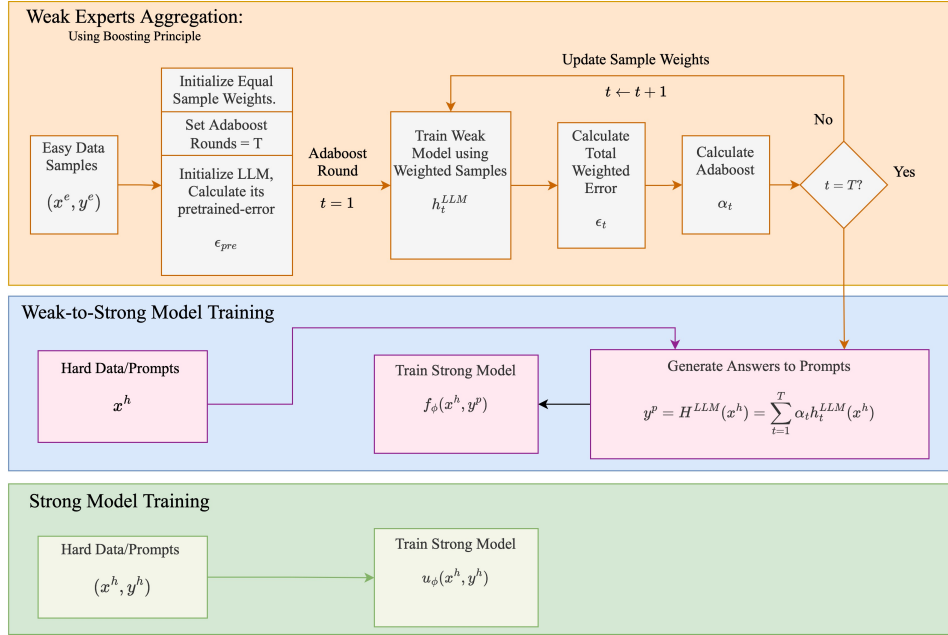 Weak Experts Aggregation:
Using Boosting Principle
Easy Data
Samples
(x^e, y^e)
Initialize Equal
Sample Weights.
Set Adaboost
Rounds = T
Initialize LLM,
Calculate its
pretrained-error
ϵ_{pre}
Adaboost
Round
t = 1
Train Weak
Model using
Weighted Samples
h_t^{LLM}
Update Sample Weights
t ← t + 1
Calculate
Total
Weighted
Error
ϵ_t
Calculate
Adaboost
α_t
No
t = T?
Yes
Weak-to-Strong Model Training
Hard Data/Prompts
x^h
Train Strong Model
f_ϕ(x^h, y^p)
Generate Answers to Prompts
y^p = H^{LLM}(x^h) = \sum_{t=1}^{T} α_t h_t^{LLM}(x^h)
Strong Model Training
Hard Data/Prompts
(x^h, y^h)
Train Strong Model
u_ϕ(x^h, y^h)